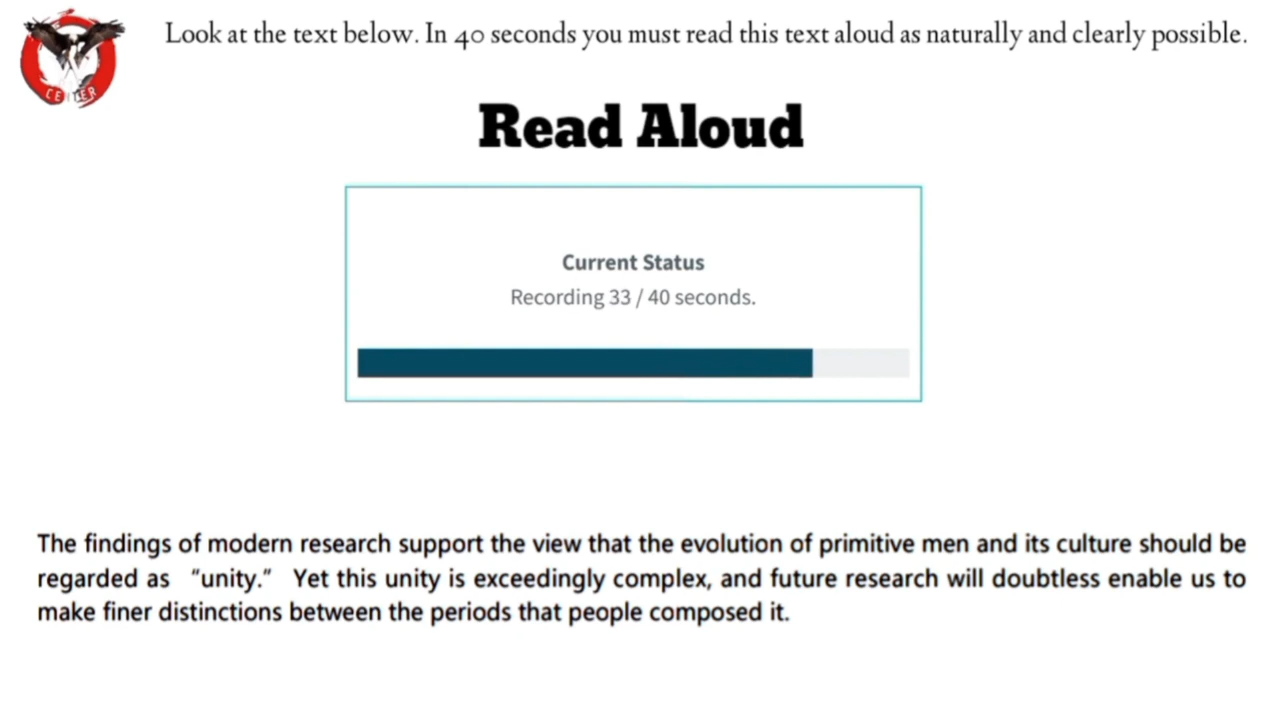 Look at the text below. In 40 seconds you must read this text aloud as naturally and clearly possible.
CENTER
Read Aloud
Current Status
Recording 33 / 40 seconds.
The findings of modern research support the view that the evolution of primitive men and its culture should be
regarded as “unity.” Yet this unity is exceedingly complex, and future research will doubtless enable us to
make finer distinctions between the periods that people composed it.